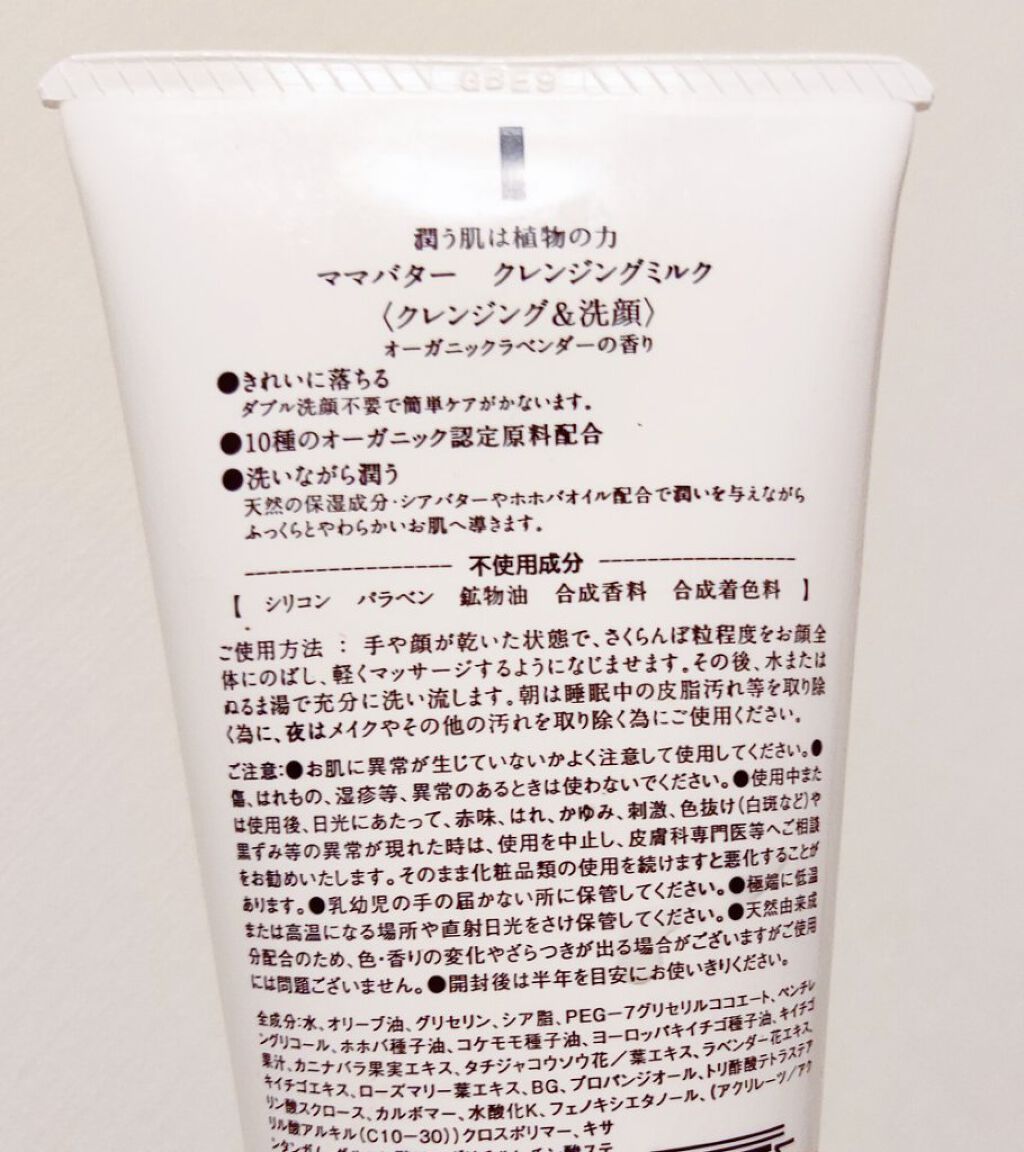 GBE9
潤う肌は植物の力
ママバター　クレンジングミルク
〈クレンジング&洗顔〉
オーガニックラベンダーの香り
●きれいに落ちる
ダブル洗顔不要で簡単ケアがかないます。
●10種のオーガニック認定原料配合
●洗いながら潤う
天然の保湿成分・シアバターやホホバオイル配合で潤いを与えながら
ふっくらとやわらかいお肌へ導きます。
不使用成分
【　シリコン　パラベン　鉱物油　合成香料　合成着色料　】
ご使用方法 : 手や顔が乾いた状態で、さくらんぼ粒程度をお顔全
体にのばし、軽くマッサージするようになじませます。その後、水または
ぬるま湯で充分に洗い流します。朝は睡眠中の皮脂汚れ等を取り除
く為に、夜はメイクやその他の汚れを取り除く為にご使用ください。
ご注意:●お肌に異常が生じていないかよく注意して使用してください。●
傷、はれもの、湿疹等、異常のあるときは使わないでください。●使用中また
は使用後、日光にあたって、赤味、はれ、かゆみ、刺激、色抜け(白斑など)や
黒ずみ等の異常が現れた時は、使用を中止し、皮膚科専門医等へご相談
をお勧めいたします。そのまま化粧品類の使用を続けますと悪化することが
あります。●乳幼児の手の届かない所に保管してください。●極端に低温
または高温になる場所や直射日光をさけ保管してください。●天然由来成
分配合のため、色・香りの変化やざらつきが出る場合がございますがご使用
には問題ございません。●開封後は半年を目安にお使いきりください。
全成分:水、オリーブ油、グリセリン、シア脂、PEG-7グリセリルココエート、ペンチレ
ングリコール、ホホバ種子油、コケモモ種子油、ヨーロッパキイチゴ種子油、キイチゴ
果汁、カニナバラ果実エキス、タチジャコウソウ花/葉エキス、ラベンダー花エキス、
キイチゴエキス、ローズマリー葉エキス、BG、プロパンジオール、トリ酢酸テトラステア
リン酸スクロース、カルボマー、水酸化K、フェノキシエタノール、(アクリレーツ/アク
リル酸アルキル(C10-30))クロスポリマー、キサ